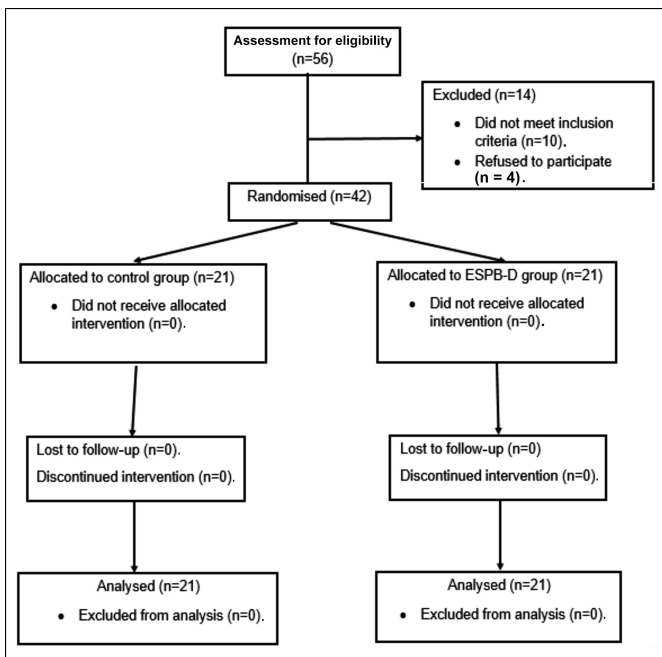 Assessment for eligibility
(n=56)
Excluded (n=14)
• Did not meet inclusion
criteria (n=10).
• Refused to participate
(n = 4).
Randomised (n=42)
Allocated to control group (n=21)
• Did not receive allocated
intervention (n=0).
Allocated to ESPB-D group (n=21)
• Did not receive allocated
intervention (n=0).
Lost to follow-up (n=0).
Discontinued intervention (n=0).
Lost to follow-up (n=0)
Discontinued intervention (n=0).
Analysed (n=21)
• Excluded from analysis (n=0).
Analysed (n=21)
• Excluded from analysis (n=0).